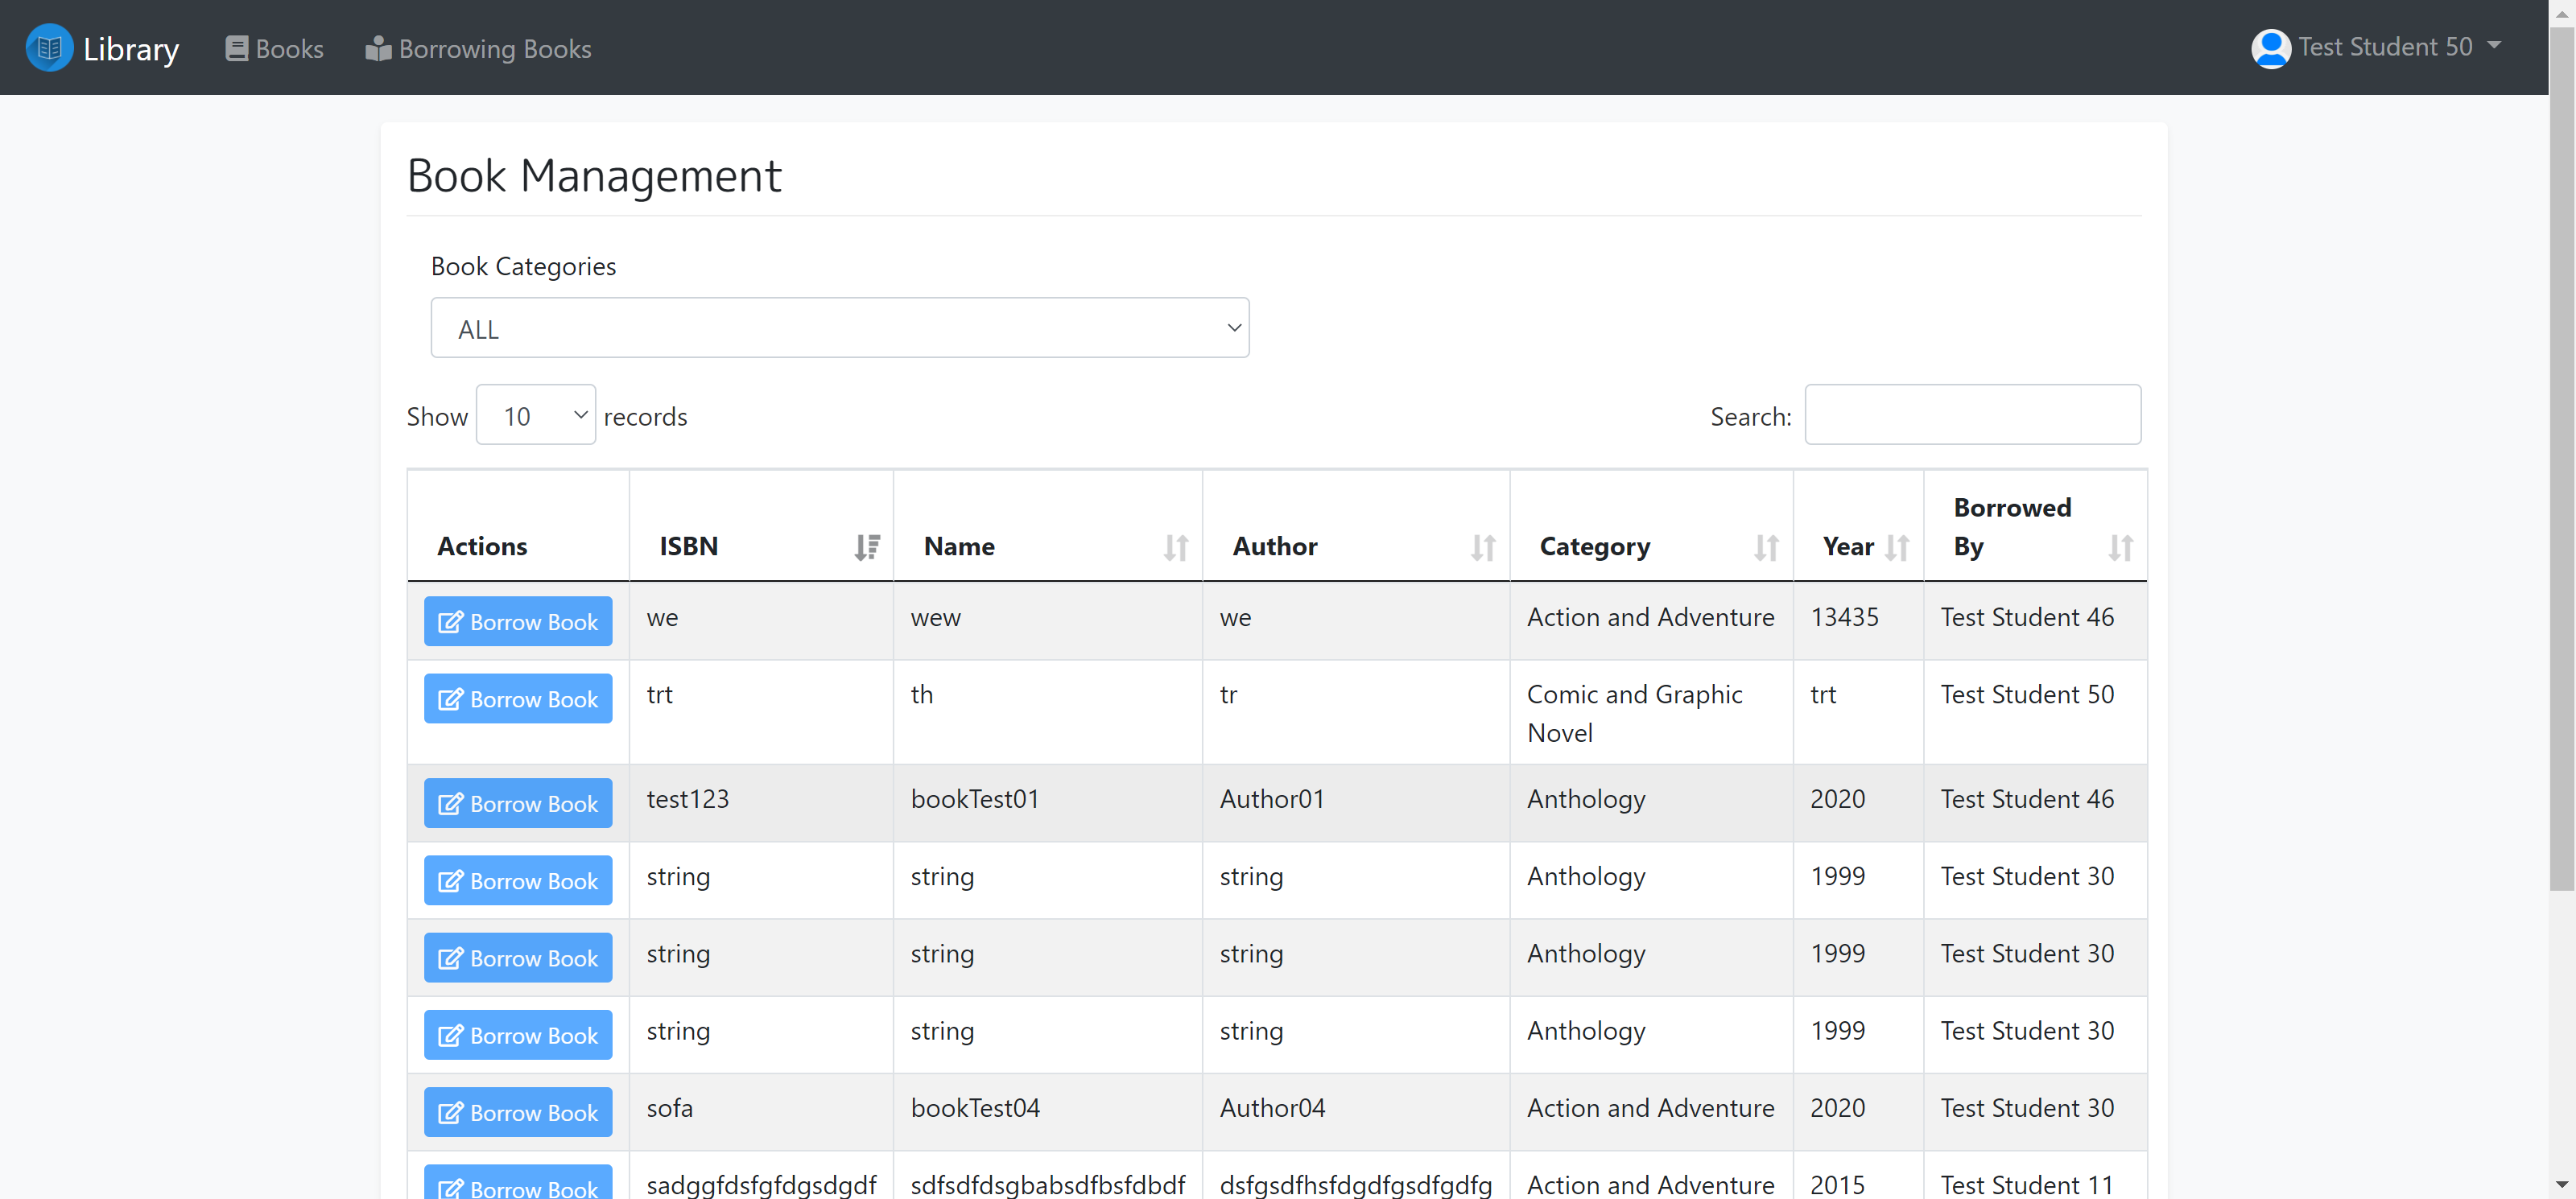 Library Books Borrowing Books Test Student 50
Book Management
Book Categories
ALL
Show 10 records Search:
Actions ISBN Name Author Category Year Borrowed By
Borrow Book we wew we Action and Adventure 13435 Test Student 46
Borrow Book trt th tr Comic and Graphic Novel trt Test Student 50
Borrow Book test123 bookTest01 Author01 Anthology 2020 Test Student 46
Borrow Book string string string Anthology 1999 Test Student 30
Borrow Book string string string Anthology 1999 Test Student 30
Borrow Book string string string Anthology 1999 Test Student 30
Borrow Book sofa bookTest04 Author04 Action and Adventure 2020 Test Student 30
Borrow Book sadggfdsfgfdgsdgdf sdfsdfdsgbabsdfbsfdbdf dsfgsdfhsfdgdfgsdfgdfg Action and Adventure 2015 Test Student 11